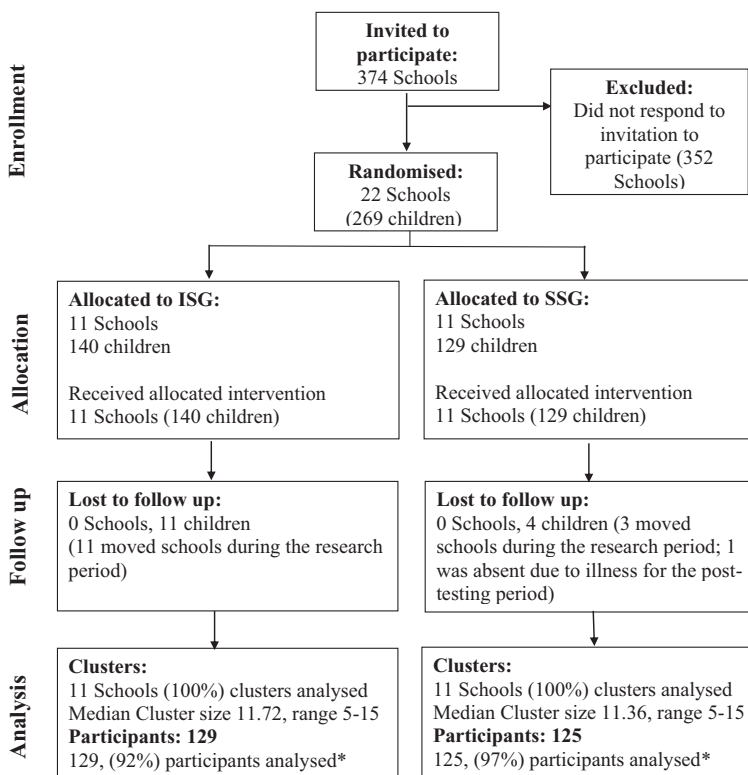 Enrollment
Invited to
participate:
374 Schools
Excluded:
Did not respond to
invitation to
participate (352
Schools)
Randomised:
22 Schools
(269 children)
Allocation
Allocated to ISG:
11 Schools
140 children
Received allocated intervention
11 Schools (140 children)
Allocated to SSG:
11 Schools
129 children
Received allocated intervention
11 Schools (129 children)
Follow up
Lost to follow up:
0 Schools, 11 children
(11 moved schools during the research
period)
Lost to follow up:
0 Schools, 4 children (3 moved
schools during the research period; 1
was absent due to illness for the post-
testing period)
Analysis
Clusters:
11 Schools (100%) clusters analysed
Median Cluster size 11.72, range 5-15
Participants: 129
129, (92%) participants analysed*
Clusters:
11 Schools (100%) clusters analysed
Median Cluster size 11.36, range 5-15
Participants: 125
125, (97%) participants analysed*